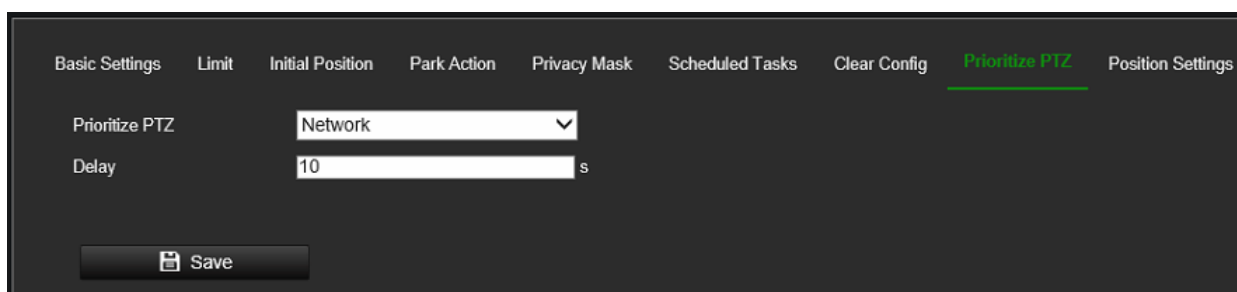 Basic Settings Limit Initial Position Park Action Privacy Mask Scheduled Tasks Clear Config Prioritize PTZ Position Settings
Prioritize PTZ Network
Delay 10 s
Save